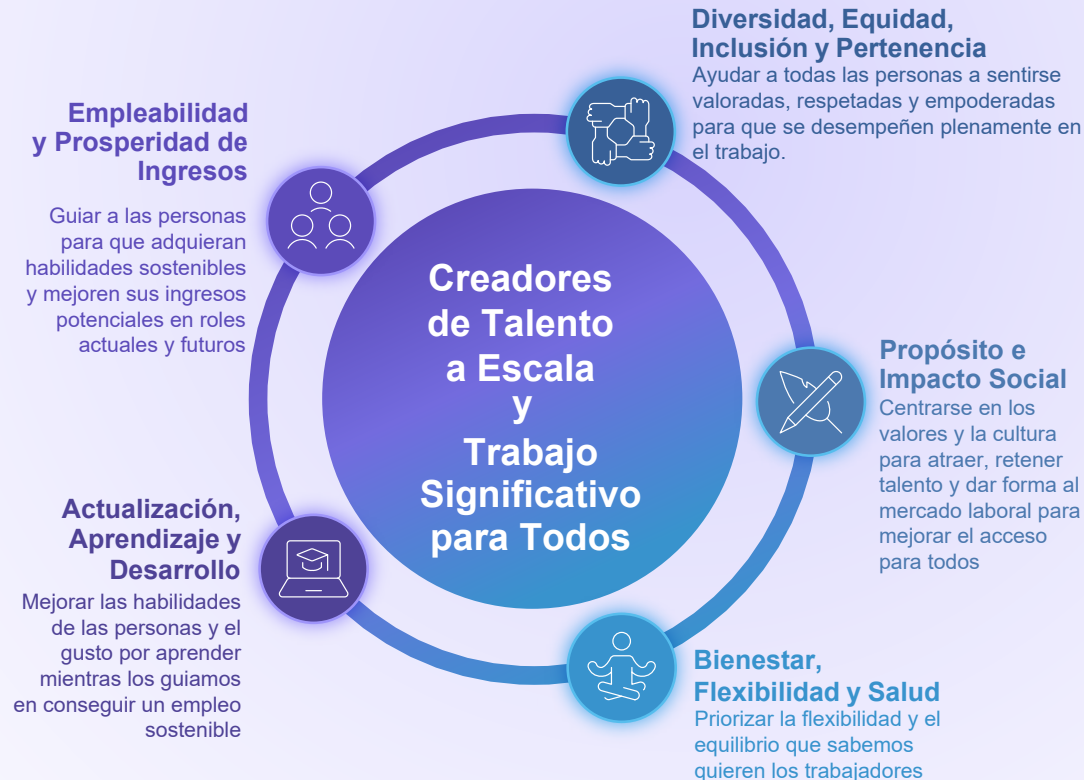 Diversidad, Equidad,
Inclusión y Pertenencia
Ayudar a todas las personas a sentirse
valoradas, respetadas y empoderadas
para que se desempeñen plenamente en
el trabajo.
Empleabilidad
y Prosperidad de
Ingresos
Guiar a las personas
para que adquieran
habilidades sostenibles
y mejoren sus ingresos
potenciales en roles
actuales y futuros
Creadores
de Talento
a Escala
y
Trabajo
Significativo
para Todos
Propósito e
Impacto Social
Centrarse en los
valores y la cultura
para atraer, retener
talento y dar forma al
mercado laboral para
mejorar el acceso
para todos
Actualización,
Aprendizaje y
Desarrollo
Mejorar las habilidades
de las personas y el
gusto por aprender
mientras los guiamos
en conseguir un empleo
sostenible
Bienestar,
Flexibilidad y Salud
Priorizar la flexibilidad y el
equilibrio que sabemos
quieren los trabajadores